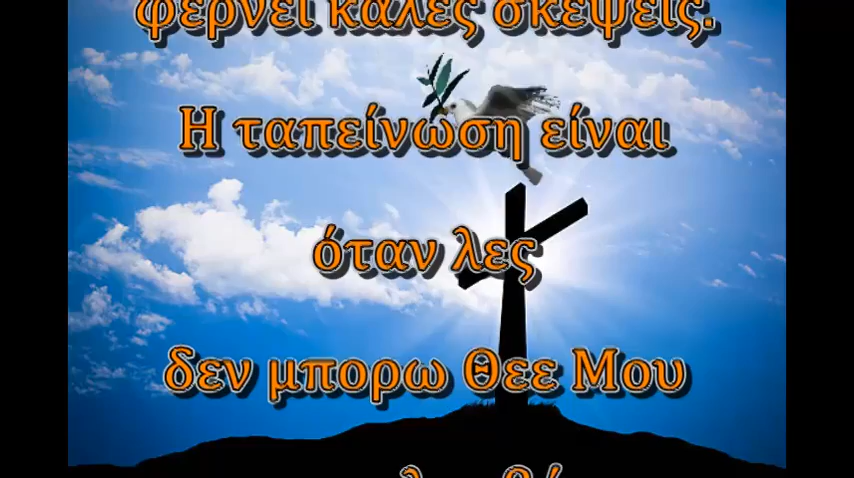 φέρνει καλές σκέψεις.
Η ταπείνωση είναι
όταν λες
δεν μπορω Θεε Μου